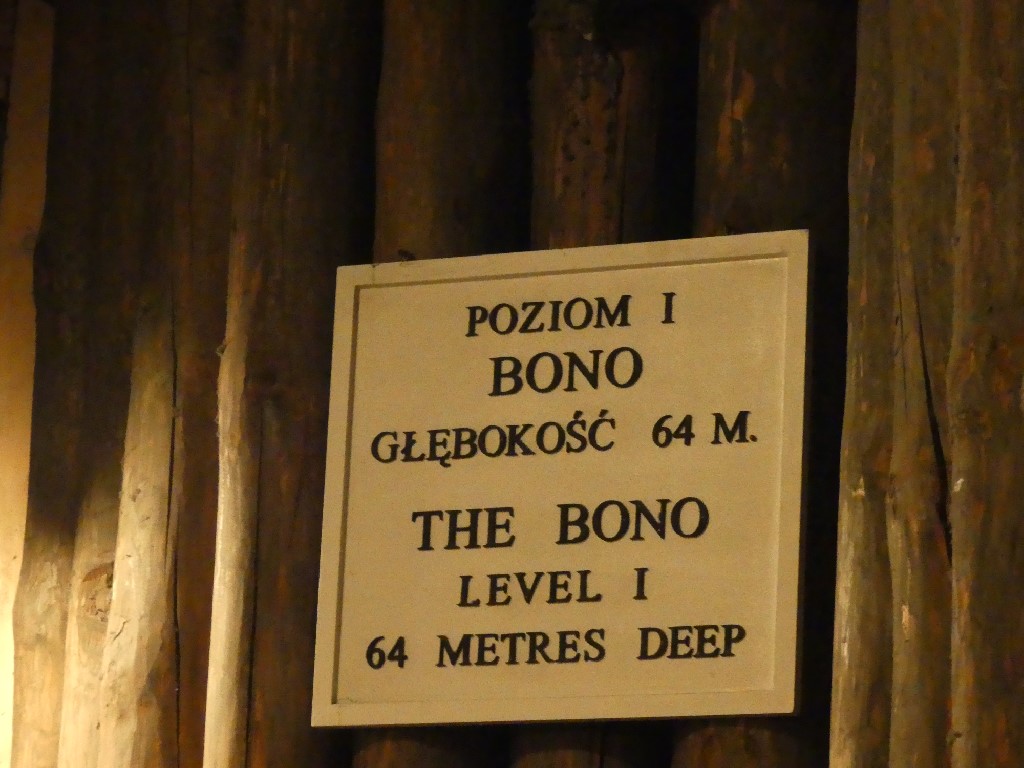 POZIOM I
BONO
GŁĘBOKOŚĆ 64 M.
THE BONO
LEVEL I
64 METRES DEEP